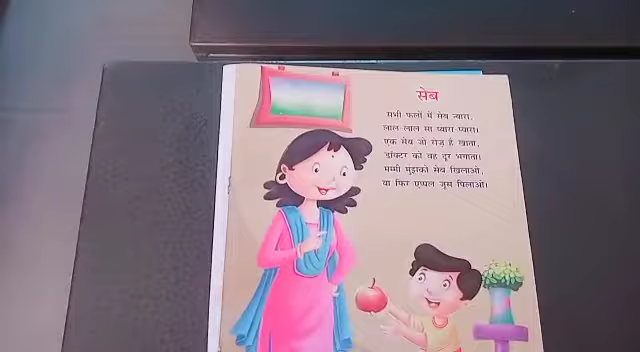 सेब
सभी फलों में सेब न्यारा,
लाल-लाल सा प्यारा-प्यारा।
एक सेब जो रोज़ है खाता,
डॉक्टर को वह दूर भगाता।
मम्मी मुझको सेब खिलाओ,
या फिर एप्पल जूस पिलाओ।